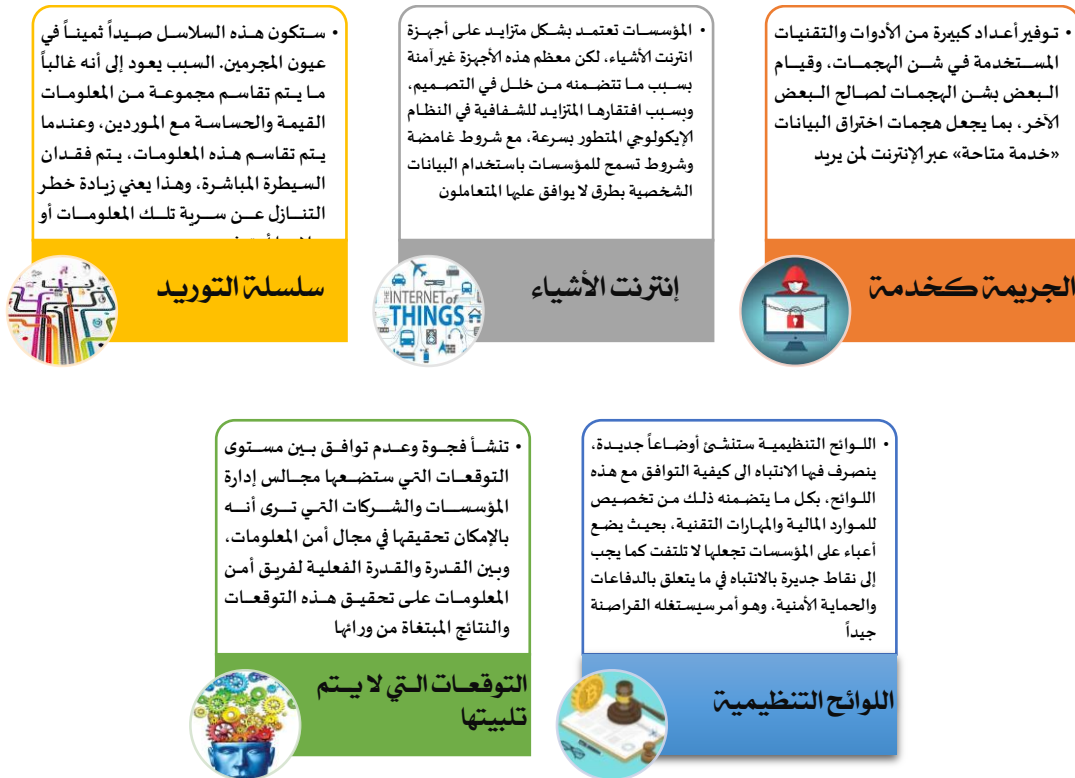 • توفير أعداد كبيرة من الأدوات والتقنيات
المستخدمة في شن الهجمات، وقيام
البعض بشن الهجمات لصالح البعض
الآخر، بما يجعل هجمات اختراق البيانات
«خدمة متاحة» عبر الإنترنت لمن يريد
الجريمة كخدمة
• المؤسسات تعتمد بشكل متزايد على أجهزة
انترنت الأشياء، لكن معظم هذه الأجهزة غير آمنة
بسبب ما تتضمنه من خلل في التصميم،
وبسبب افتقارها المتزايد للشفافية في النظام
الإيكولوجي المتطور بسرعة، مع شروط غامضة
وشروط تسمح للمؤسسات باستخدام البيانات
الشخصية بطرق لا يوافق عليها المتعاملون
إنترنت الأشياء
THE INTERNET of
THINGS
• ستكون هذه السلاسل صيداً ثميناً في
عيون المجرمين. السبب يعود إلى أنه غالباً
ما يتم تقاسم مجموعة من المعلومات
القيمة والحساسة مع الموردين، وعندما
يتم تقاسم هذه المعلومات، يتم فقدان
السيطرة المباشرة، وهذا يعني زيادة خطر
التنازل عن سرية تلك المعلومات أو
سلسلة التوريد
• اللوائح التنظيمية ستنشئ أوضاعاً جديدة،
ينصرف فيها الانتباه الى كيفية التوافق مع هذه
اللوائح، بكل ما يتضمنه ذلك من تخصيص
للموارد المالية والمهارات التقنية، بحيث يضع
أعباء على المؤسسات تجعلها لا تلتفت كما يجب
إلى نقاط جديرة بالانتباه في ما يتعلق بالدفاعات
والحماية الأمنية، وهو أمر سيستغله القراصنة
جيداً
اللوائح التنظيمية
• تنشأ فجوة وعدم توافق بين مستوى
التوقعات التي ستضعها مجالس إدارة
المؤسسات والشركات التي ترى أنه
بالإمكان تحقيقها في مجال أمن المعلومات،
وبين القدرة والقدرة الفعلية لفريق أمن
المعلومات على تحقيق هذه التوقعات
والنتائج المبتغاة من ورائها
التوقعات التي لا يتم
تلبيتها